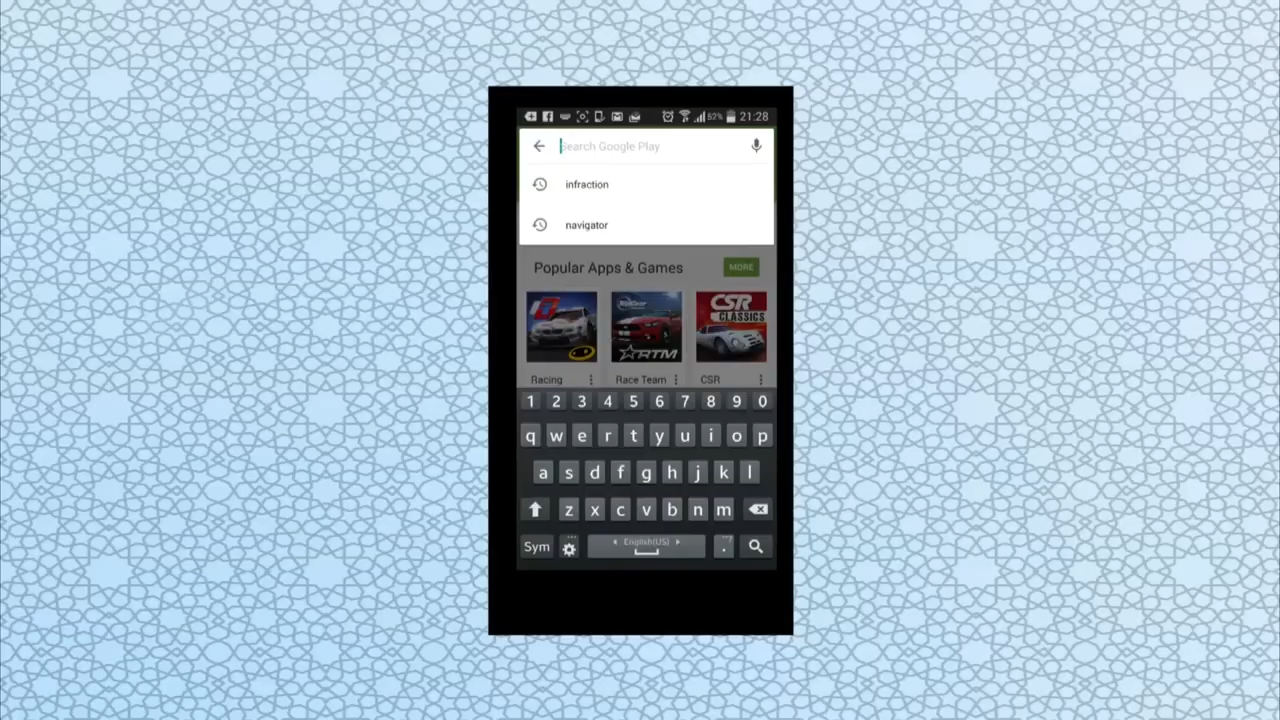 52% 21:28
Search Google Play
infraction
navigator
Popular Apps & Games MORE
CSR
CLASSICS
RTM
Racing Race Team CSR
1 2 3 4 5 6 7 8 9 0
q w e r t y u i o p
a s d f g h j k l
z x c v b n m
Sym English(US) .